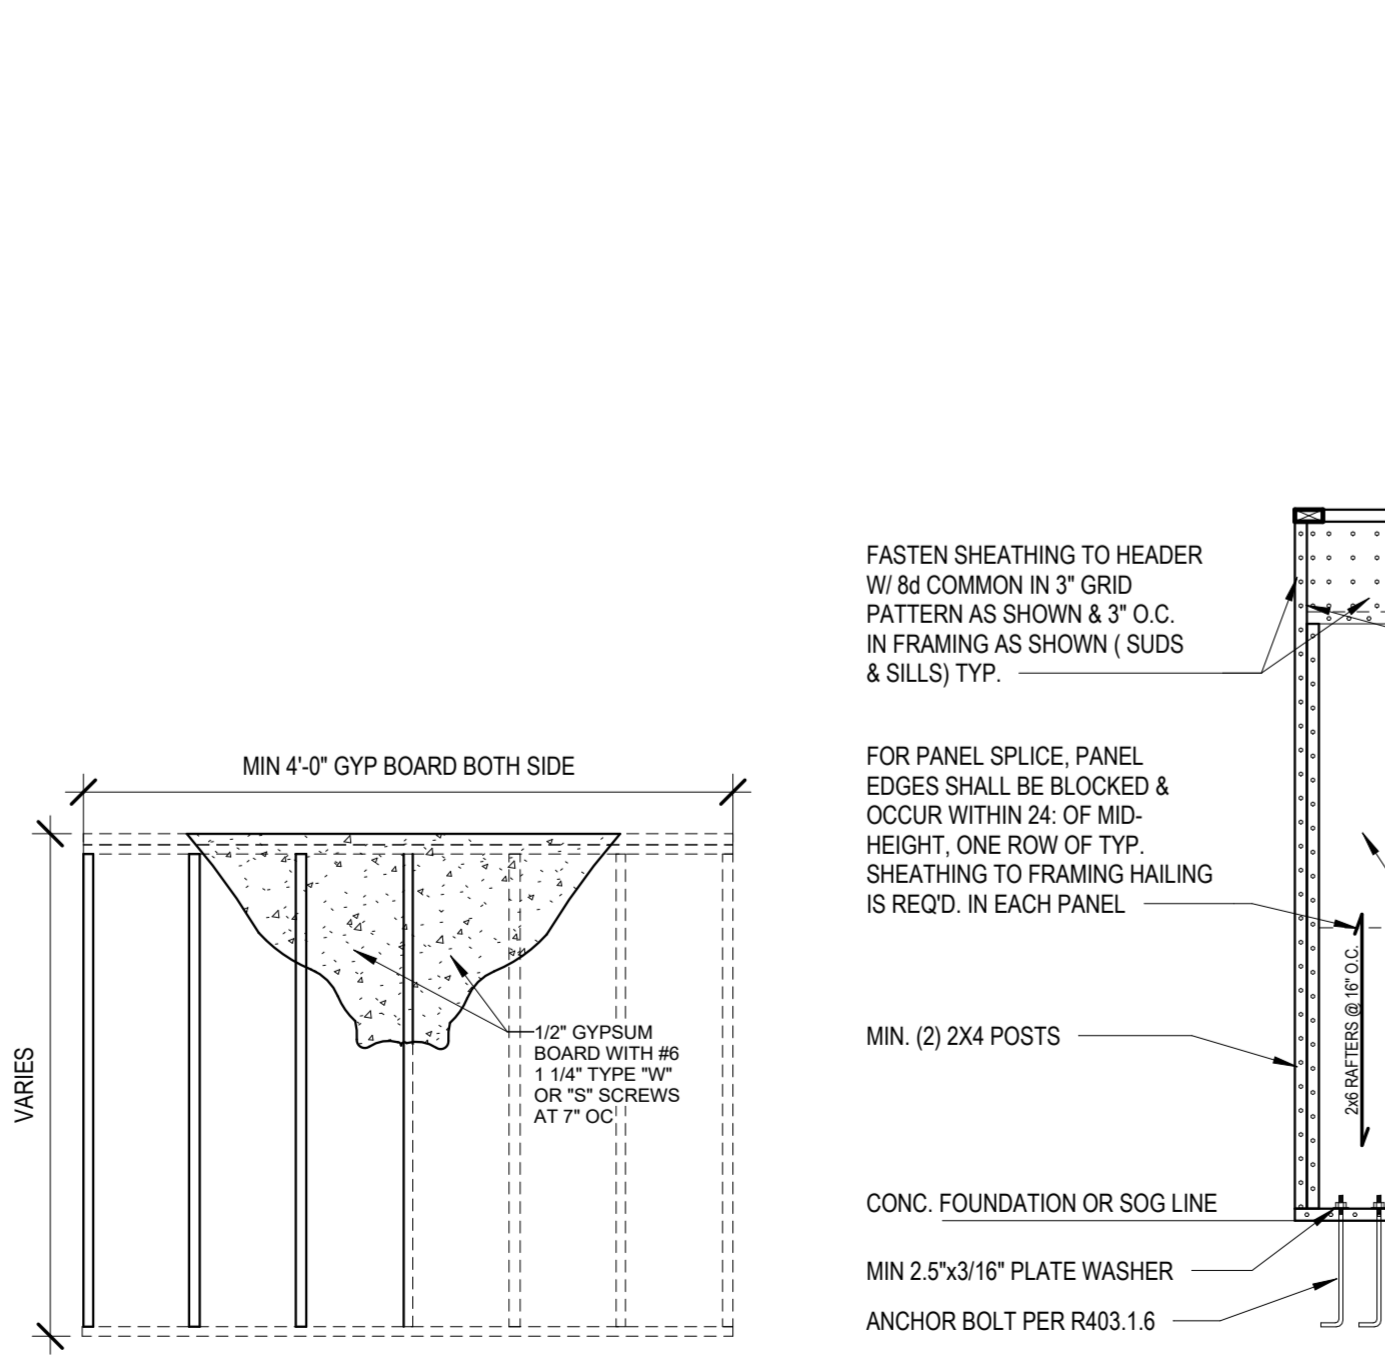 MIN 4'-0" GYP BOARD BOTH SIDE
VARIES
1/2" GYPSUM
BOARD WITH #6
1 1/4" TYPE "W"
OR "S" SCREWS
AT 7" OC
FASTEN SHEATHING TO HEADER
W/ 8d COMMON IN 3" GRID
PATTERN AS SHOWN & 3" O.C.
IN FRAMING AS SHOWN ( SUDS
& SILLS) TYP.
FOR PANEL SPLICE, PANEL
EDGES SHALL BE BLOCKED &
OCCUR WITHIN 24: OF MID-
HEIGHT, ONE ROW OF TYP.
SHEATHING TO FRAMING HAILING
IS REQ'D. IN EACH PANEL
2x6 RAFTERS @ 16" O.C.
MIN. (2) 2X4 POSTS
CONC. FOUNDATION OR SOG LINE
MIN 2.5"x3/16" PLATE WASHER
ANCHOR BOLT PER R403.1.6